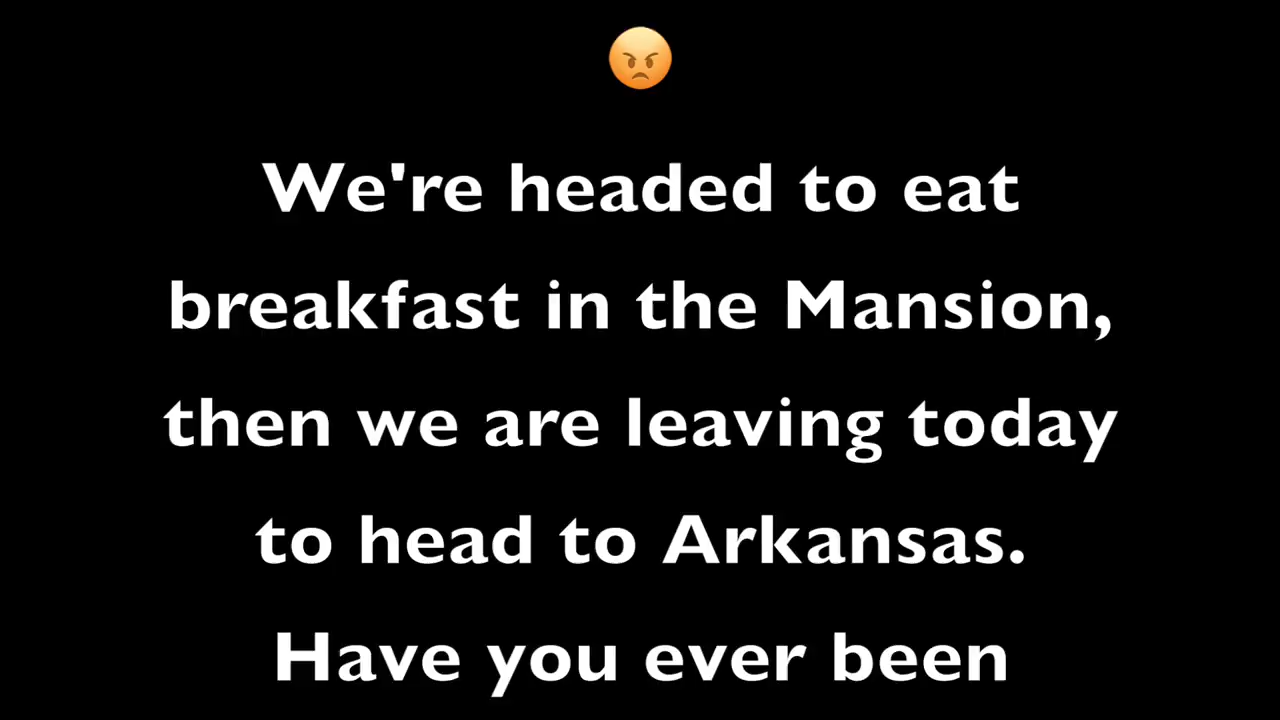 😠
We're headed to eat
breakfast in the Mansion,
then we are leaving today
to head to Arkansas.
Have you ever been